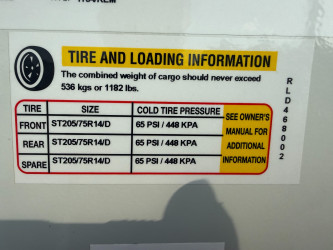 TIRE AND LOADING INFORMATION
The combined weight of cargo should never exceed
536 kgs or 1182 lbs.
TIRE SIZE COLD TIRE PRESSURE
FRONT ST205/75R14/D 65 PSI / 448 KPA
REAR ST205/75R14/D 65 PSI / 448 KPA
SPARE ST205/75R14/D 65 PSI / 448 KPA
SEE OWNER'S
MANUAL FOR
ADDITIONAL
INFORMATION
RLD468002